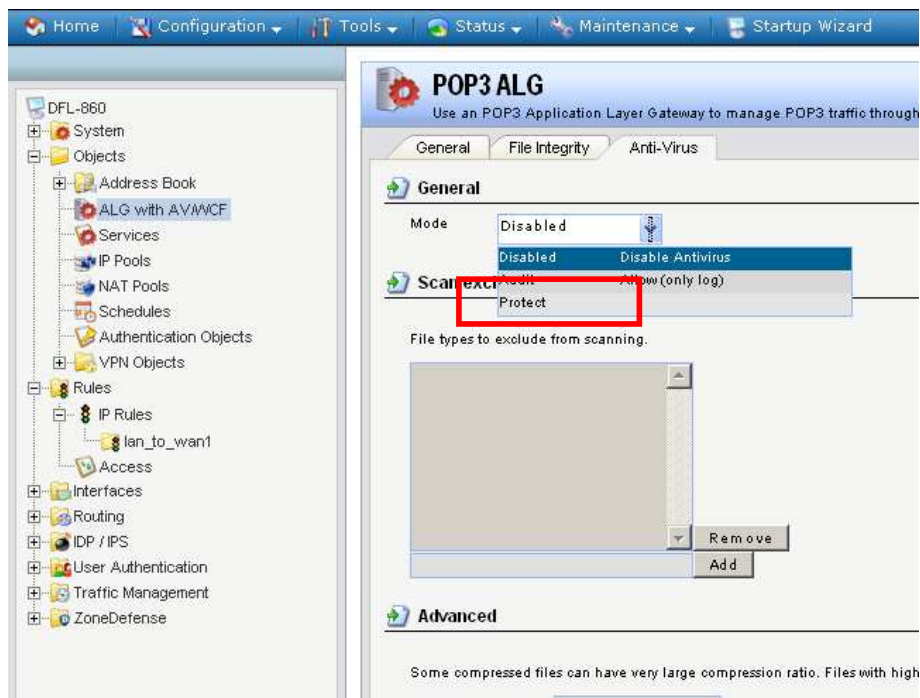 Home Configuration Tools Status Maintenance Startup Wizard
DFL-860
System
Objects
Address Book
ALG with AV/WCF
Services
IP Pools
NAT Pools
Schedules
Authentication Objects
VPN Objects
Rules
IP Rules
lan_to_wan1
Access
Interfaces
Routing
IDP / IPS
User Authentication
Traffic Management
ZoneDefense
POP3 ALG
Use an POP3 Application Layer Gateway to manage POP3 traffic through
General File Integrity Anti-Virus
General
Mode Disabled
Disabled Disable Antivirus
Audit Allow (only log)
Protect
Scan excl
File types to exclude from scanning.
Remove
Add
Advanced
Some compressed files can have very large compression ratio. Files with high